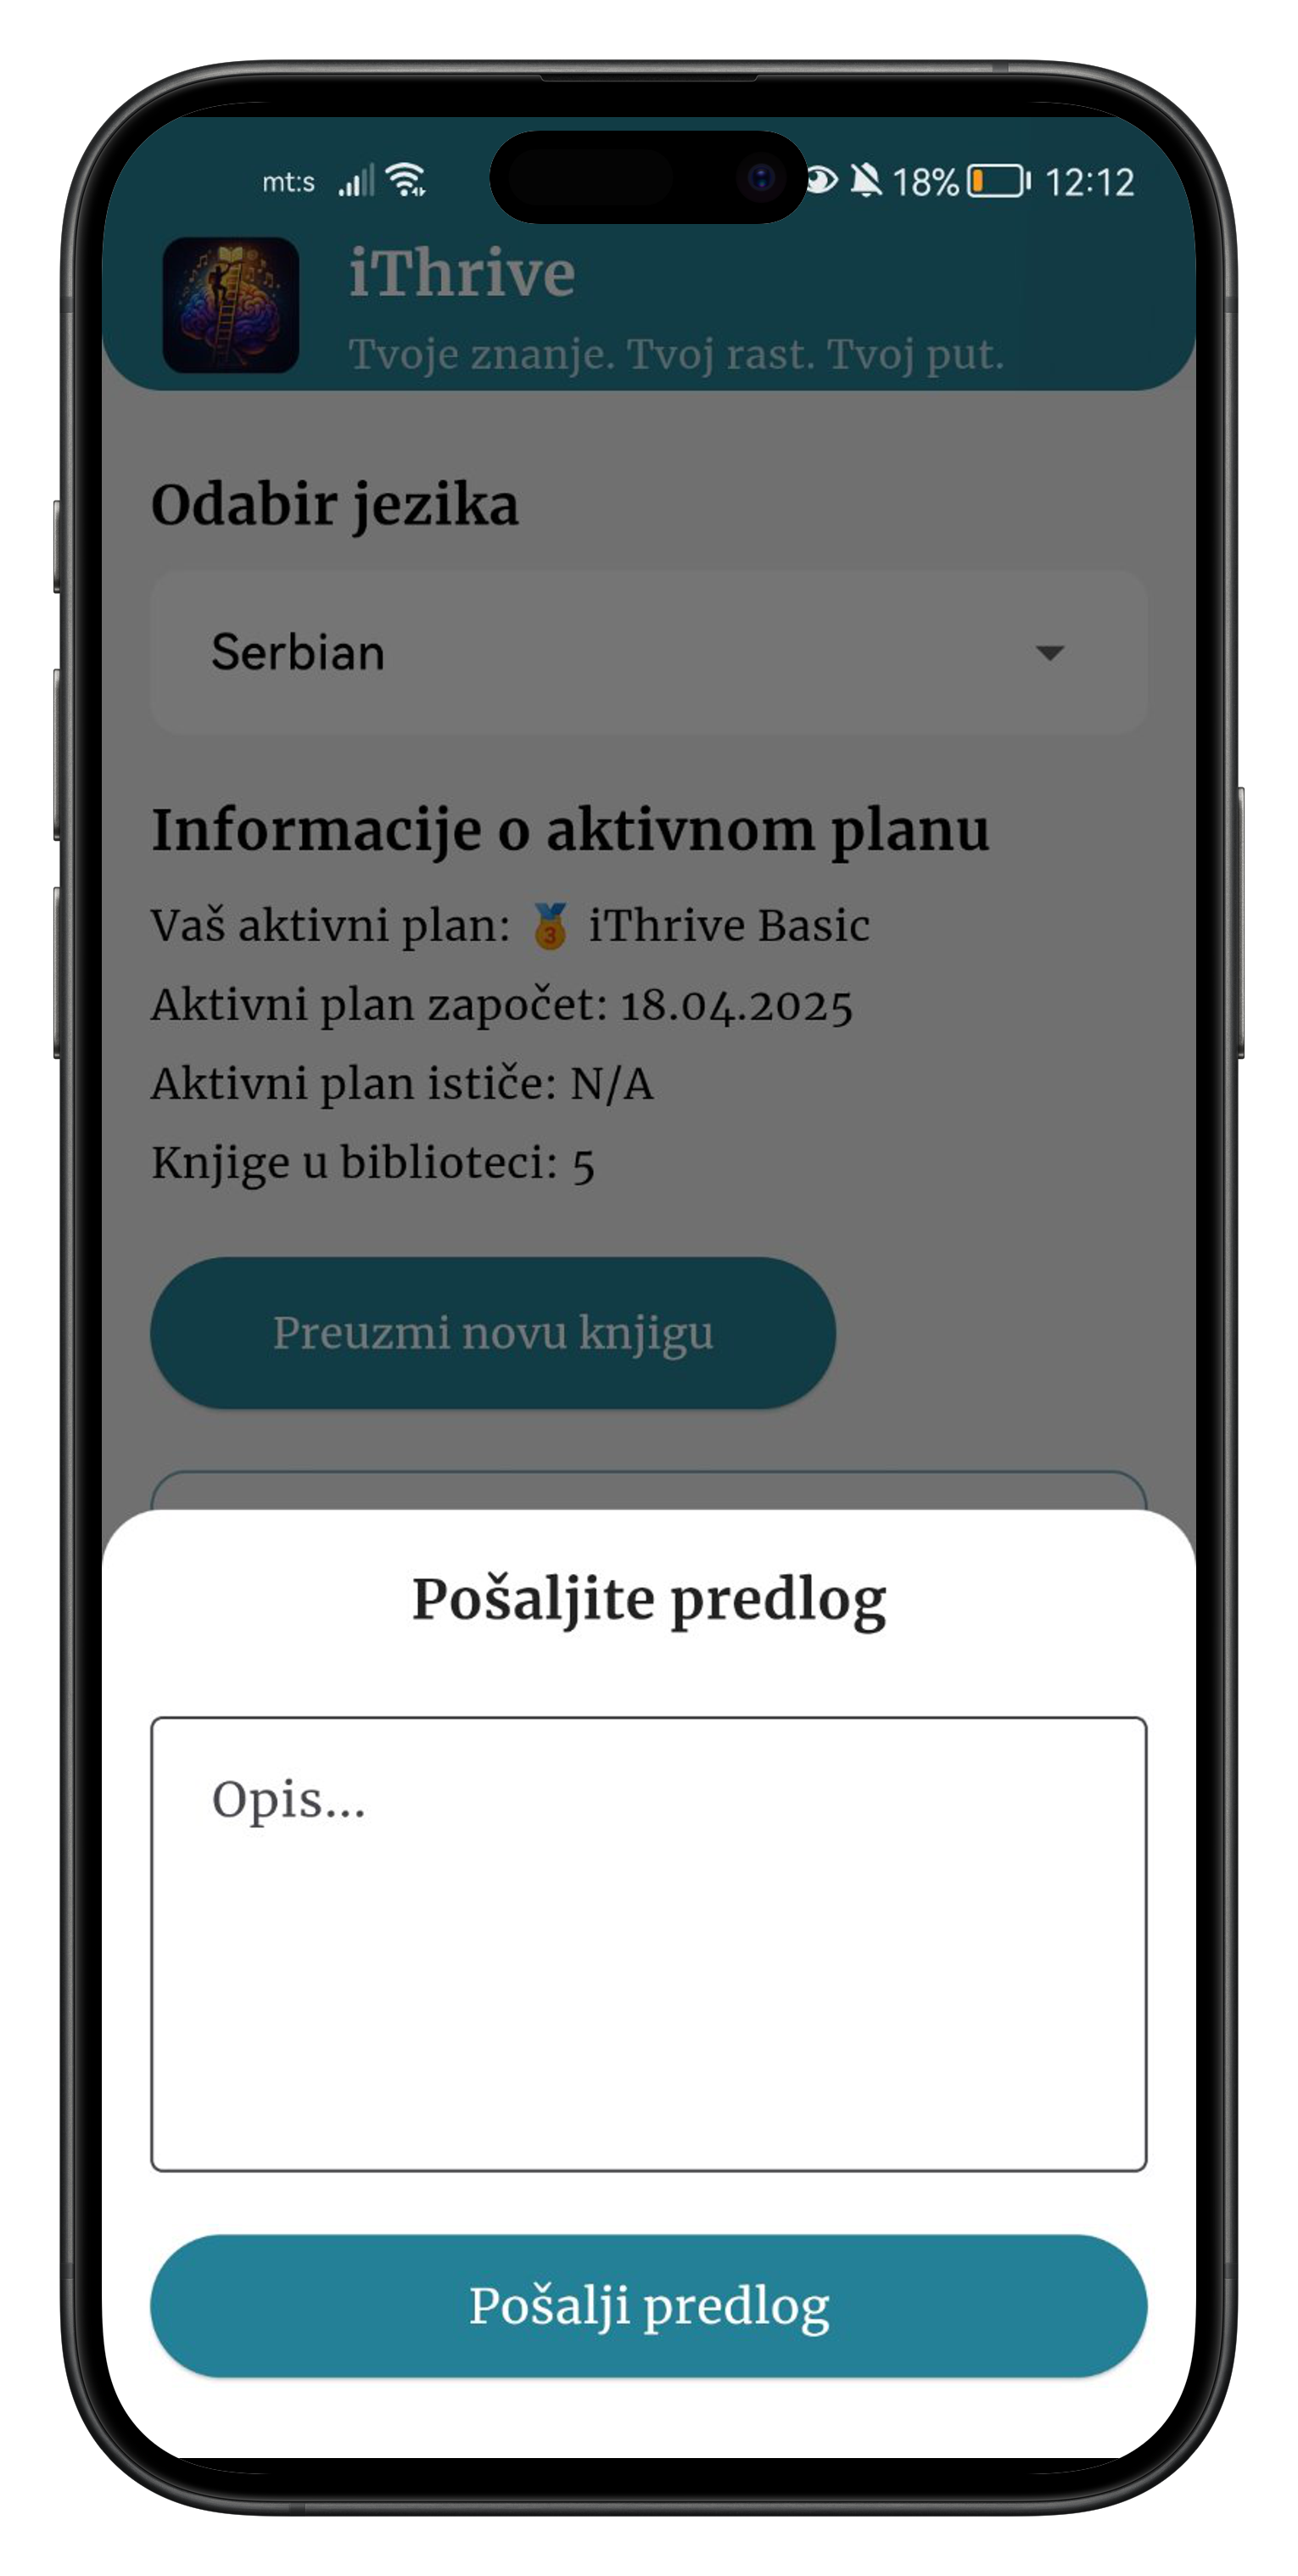 mt:s 18% 12:12
iThrive
Tvoje znanje. Tvoj rast. Tvoj put.
Odabir jezika
Serbian
Informacije o aktivnom planu
Vaš aktivni plan: 🥉 iThrive Basic
Aktivni plan započet: 18.04.2025
Aktivni plan ističe: N/A
Knjige u biblioteci: 5
Preuzmi novu knjigu
Pošaljite predlog
Opis...
Pošalji predlog